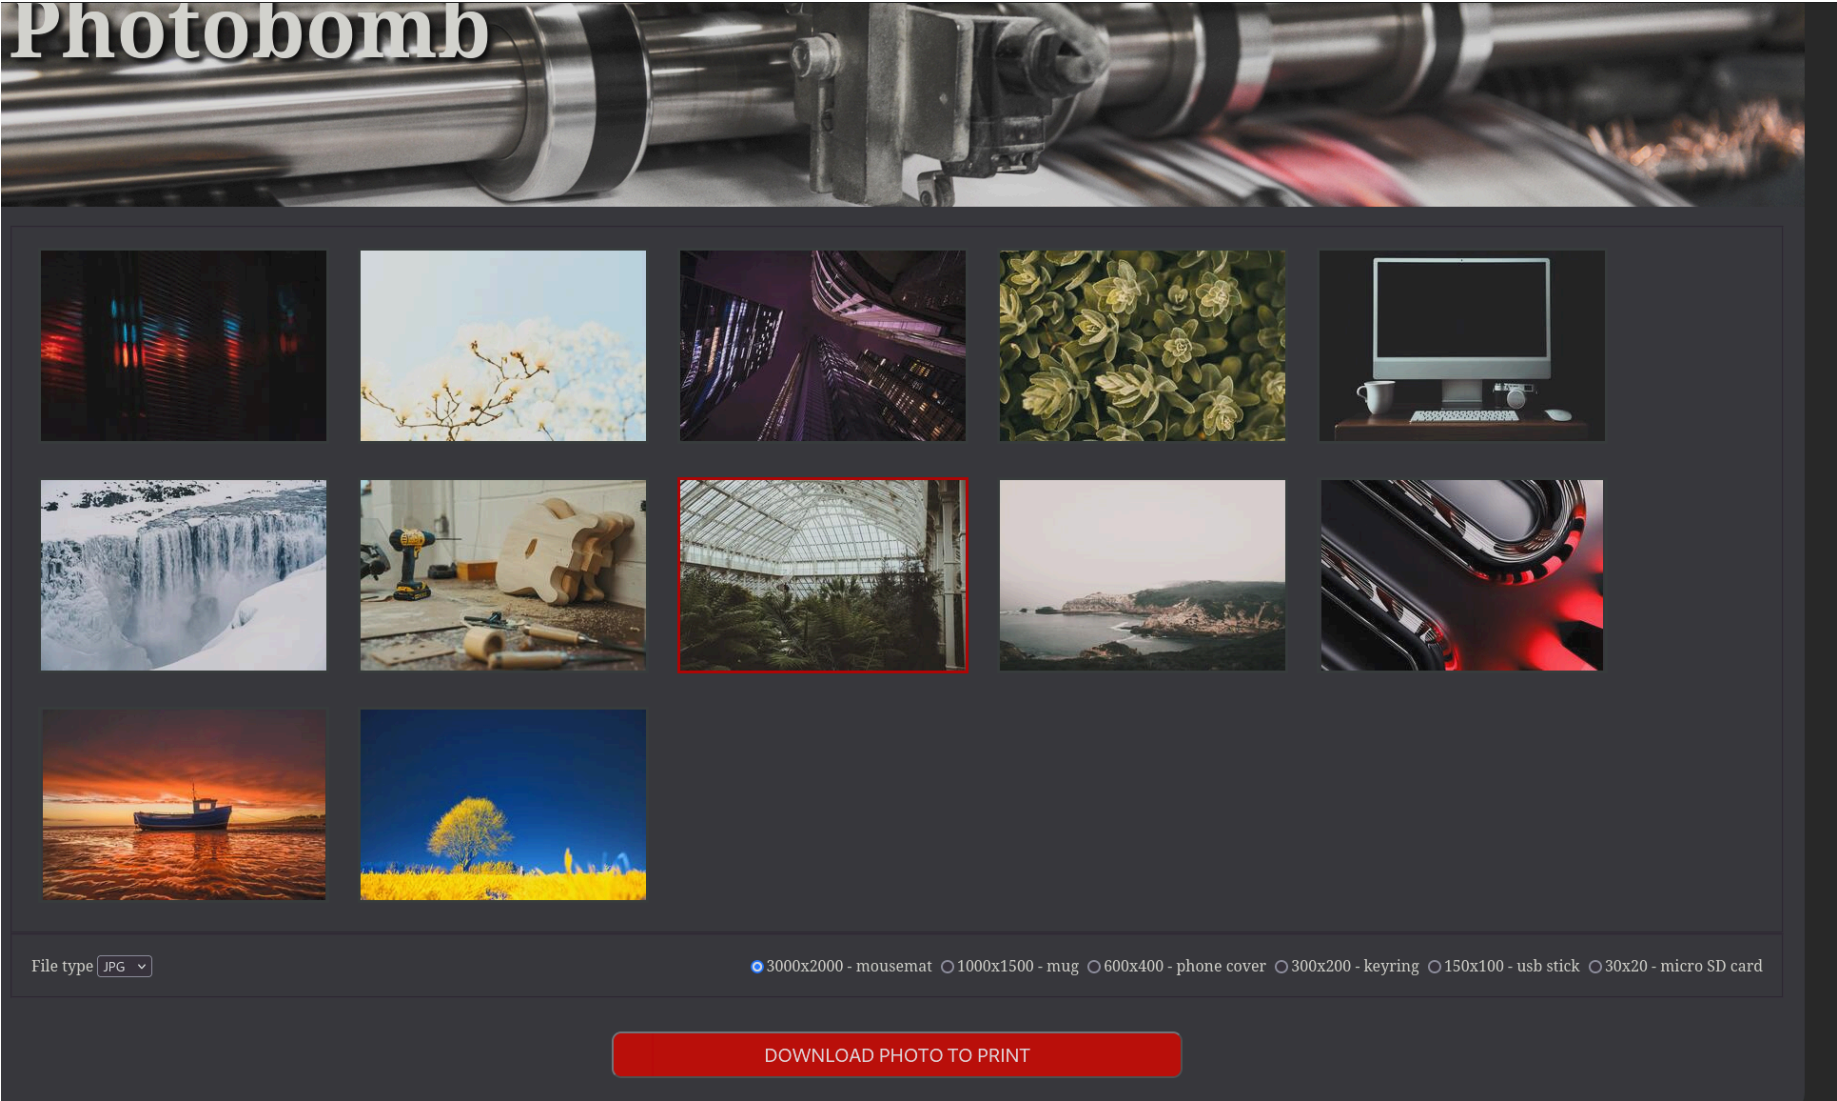 Photobomb
File type JPG 3000x2000 - mousemat 1000x1500 - mug 600x400 - phone cover 300x200 - keyring 150x100 - usb stick 30x20 - micro SD card
DOWNLOAD PHOTO TO PRINT